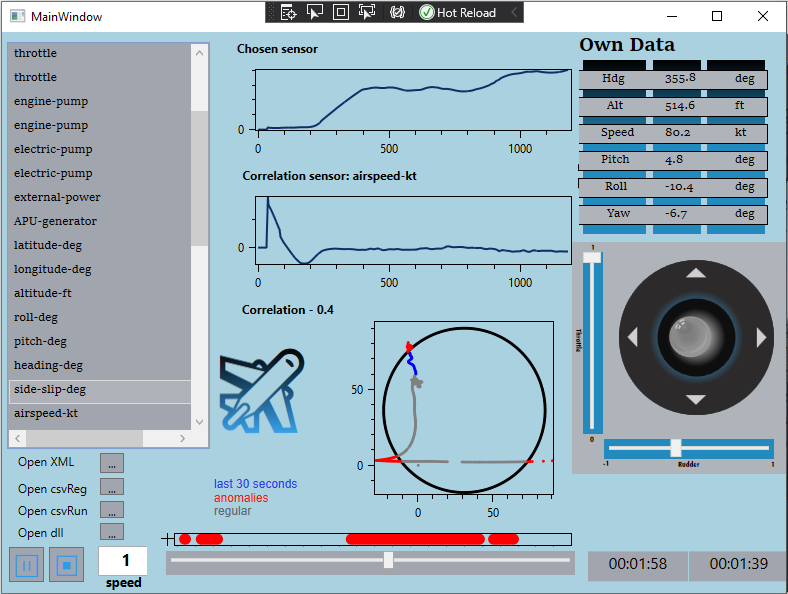 MainWindow
Hot Reload
throttle
throttle
engine-pump
engine-pump
electric-pump
electric-pump
external-power
APU-generator
latitude-deg
longitude-deg
altitude-ft
roll-deg
pitch-deg
heading-deg
side-slip-deg
airspeed-kt
Open XML ...
Open csvReg ...
Open csvRun ...
Open dll ...
1
speed
Chosen sensor
0
0 500 1000
Correlation sensor: airspeed-kt
0
0 500 1000
Correlation - 0.4
50
0
0 50
last 30 seconds
anomalies
regular
Own Data
Hdg 355.8 deg
Alt 514.6 ft
Speed 80.2 kt
Pitch 4.8 deg
Roll -10.4 deg
Yaw -6.7 deg
1
Throttle
0
-1 Rudder 1
00:01:58 00:01:39